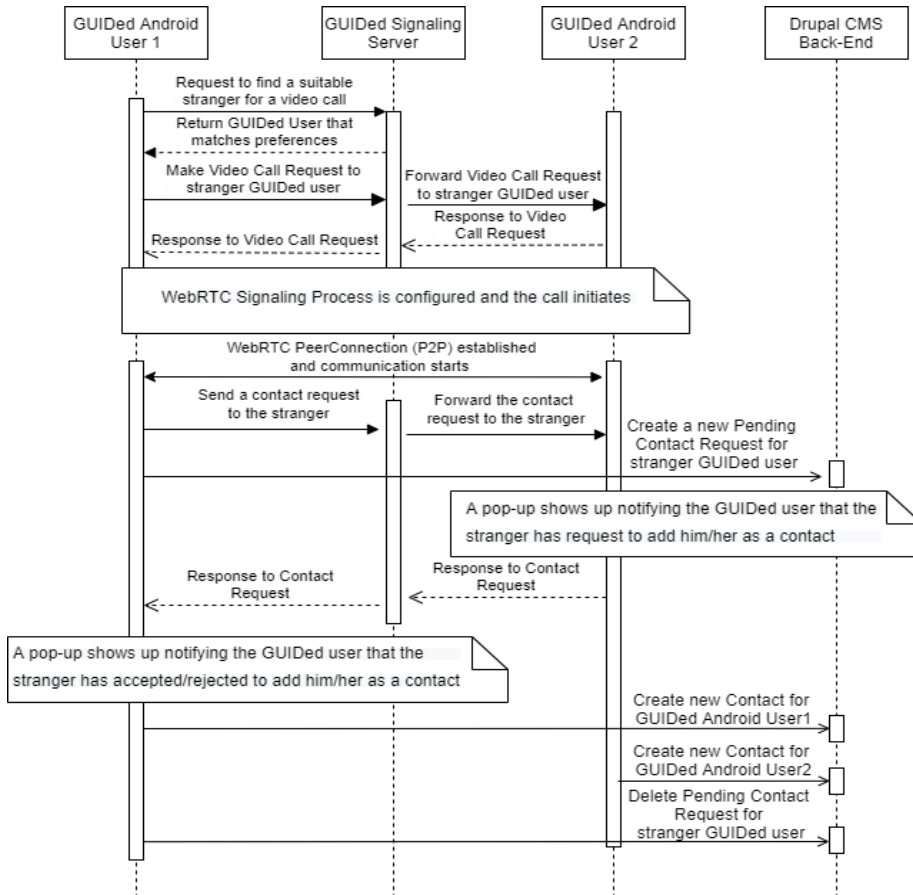 GUIDed Android
User 1
GUIDed Signaling
Server
GUIDed Android
User 2
Drupal CMS
Back-End
Request to find a suitable
stranger for a video call
Return GUIDed User that
matches preferences
Make Video Call Request to
stranger GUIDed user
Forward Video Call Request
to stranger GUIDed user
Response to Video
Call Request
Response to Video Call Request
WebRTC Signaling Process is configured and the call initiates
WebRTC PeerConnection (P2P) established
and communication starts
Send a contact request
to the stranger
Forward the contact
request to the stranger
Create a new Pending
Contact Request for
stranger GUIDed user
A pop-up shows up notifying the GUIDed user that the
stranger has request to add him/her as a contact
Response to Contact
Request
Response to Contact
Request
A pop-up shows up notifying the GUIDed user that the
stranger has accepted/rejected to add him/her as a contact
Create new Contact for
GUIDed Android User1
Create new Contact for
GUIDed Android User2
Delete Pending Contact
Request for
stranger GUIDed user